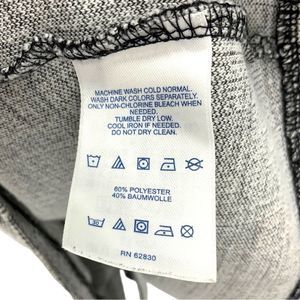 MACHINE WASH COLD NORMAL.
WASH DARK COLORS SEPARATELY.
ONLY NON-CHLORINE BLEACH WHEN
NEEDED.
TUMBLE DRY LOW.
COOL IRON IF NEEDED.
DO NOT DRY CLEAN.
60% POLYESTER
40% BAUMWOLLE
RN 62830